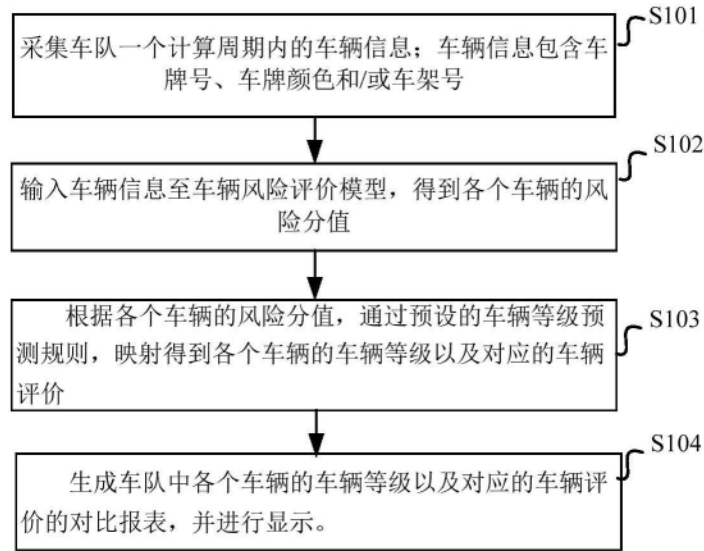 S101
采集车队一个计算周期内的车辆信息；车辆信息包含车
牌号、车牌颜色和/或车架号
S102
输入车辆信息至车辆风险评价模型，得到各个车辆的风
险分值
S103
根据各个车辆的风险分值，通过预设的车辆等级预
测规则，映射得到各个车辆的车辆等级以及对应的车辆
评价
S104
生成车队中各个车辆的车辆等级以及对应的车辆评
价的对比报表，并进行显示。